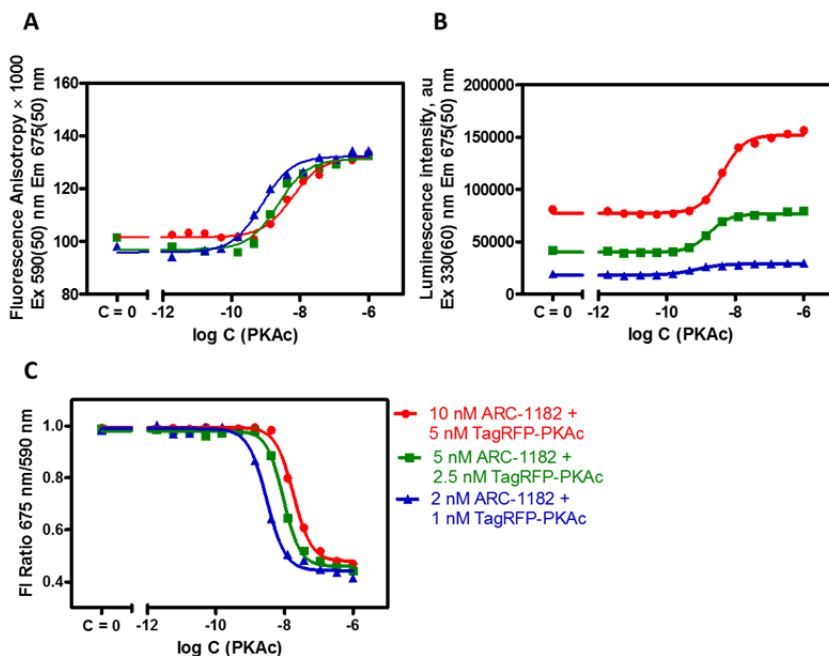 A
B
160
140
120
100
80
Fluorescence Anisotropy × 1000
Ex 590(50) nm Em 675(50) nm
C = 0
-12
-10
-8
-6
log C (PKAc)
200000
150000
100000
50000
0
Luminescence intensity, au
Ex 330(60) nm Em 675(50) nm
C = 0
-12
-10
-8
-6
log C (PKAc)
C
1.0
0.8
0.6
0.4
FI Ratio 675 nm/590 nm
C = 0
-12
-10
-8
-6
log C (PKAc)
10 nM ARC-1182 +
5 nM TagRFP-PKAc
5 nM ARC-1182 +
2.5 nM TagRFP-PKAc
2 nM ARC-1182 +
1 nM TagRFP-PKAc